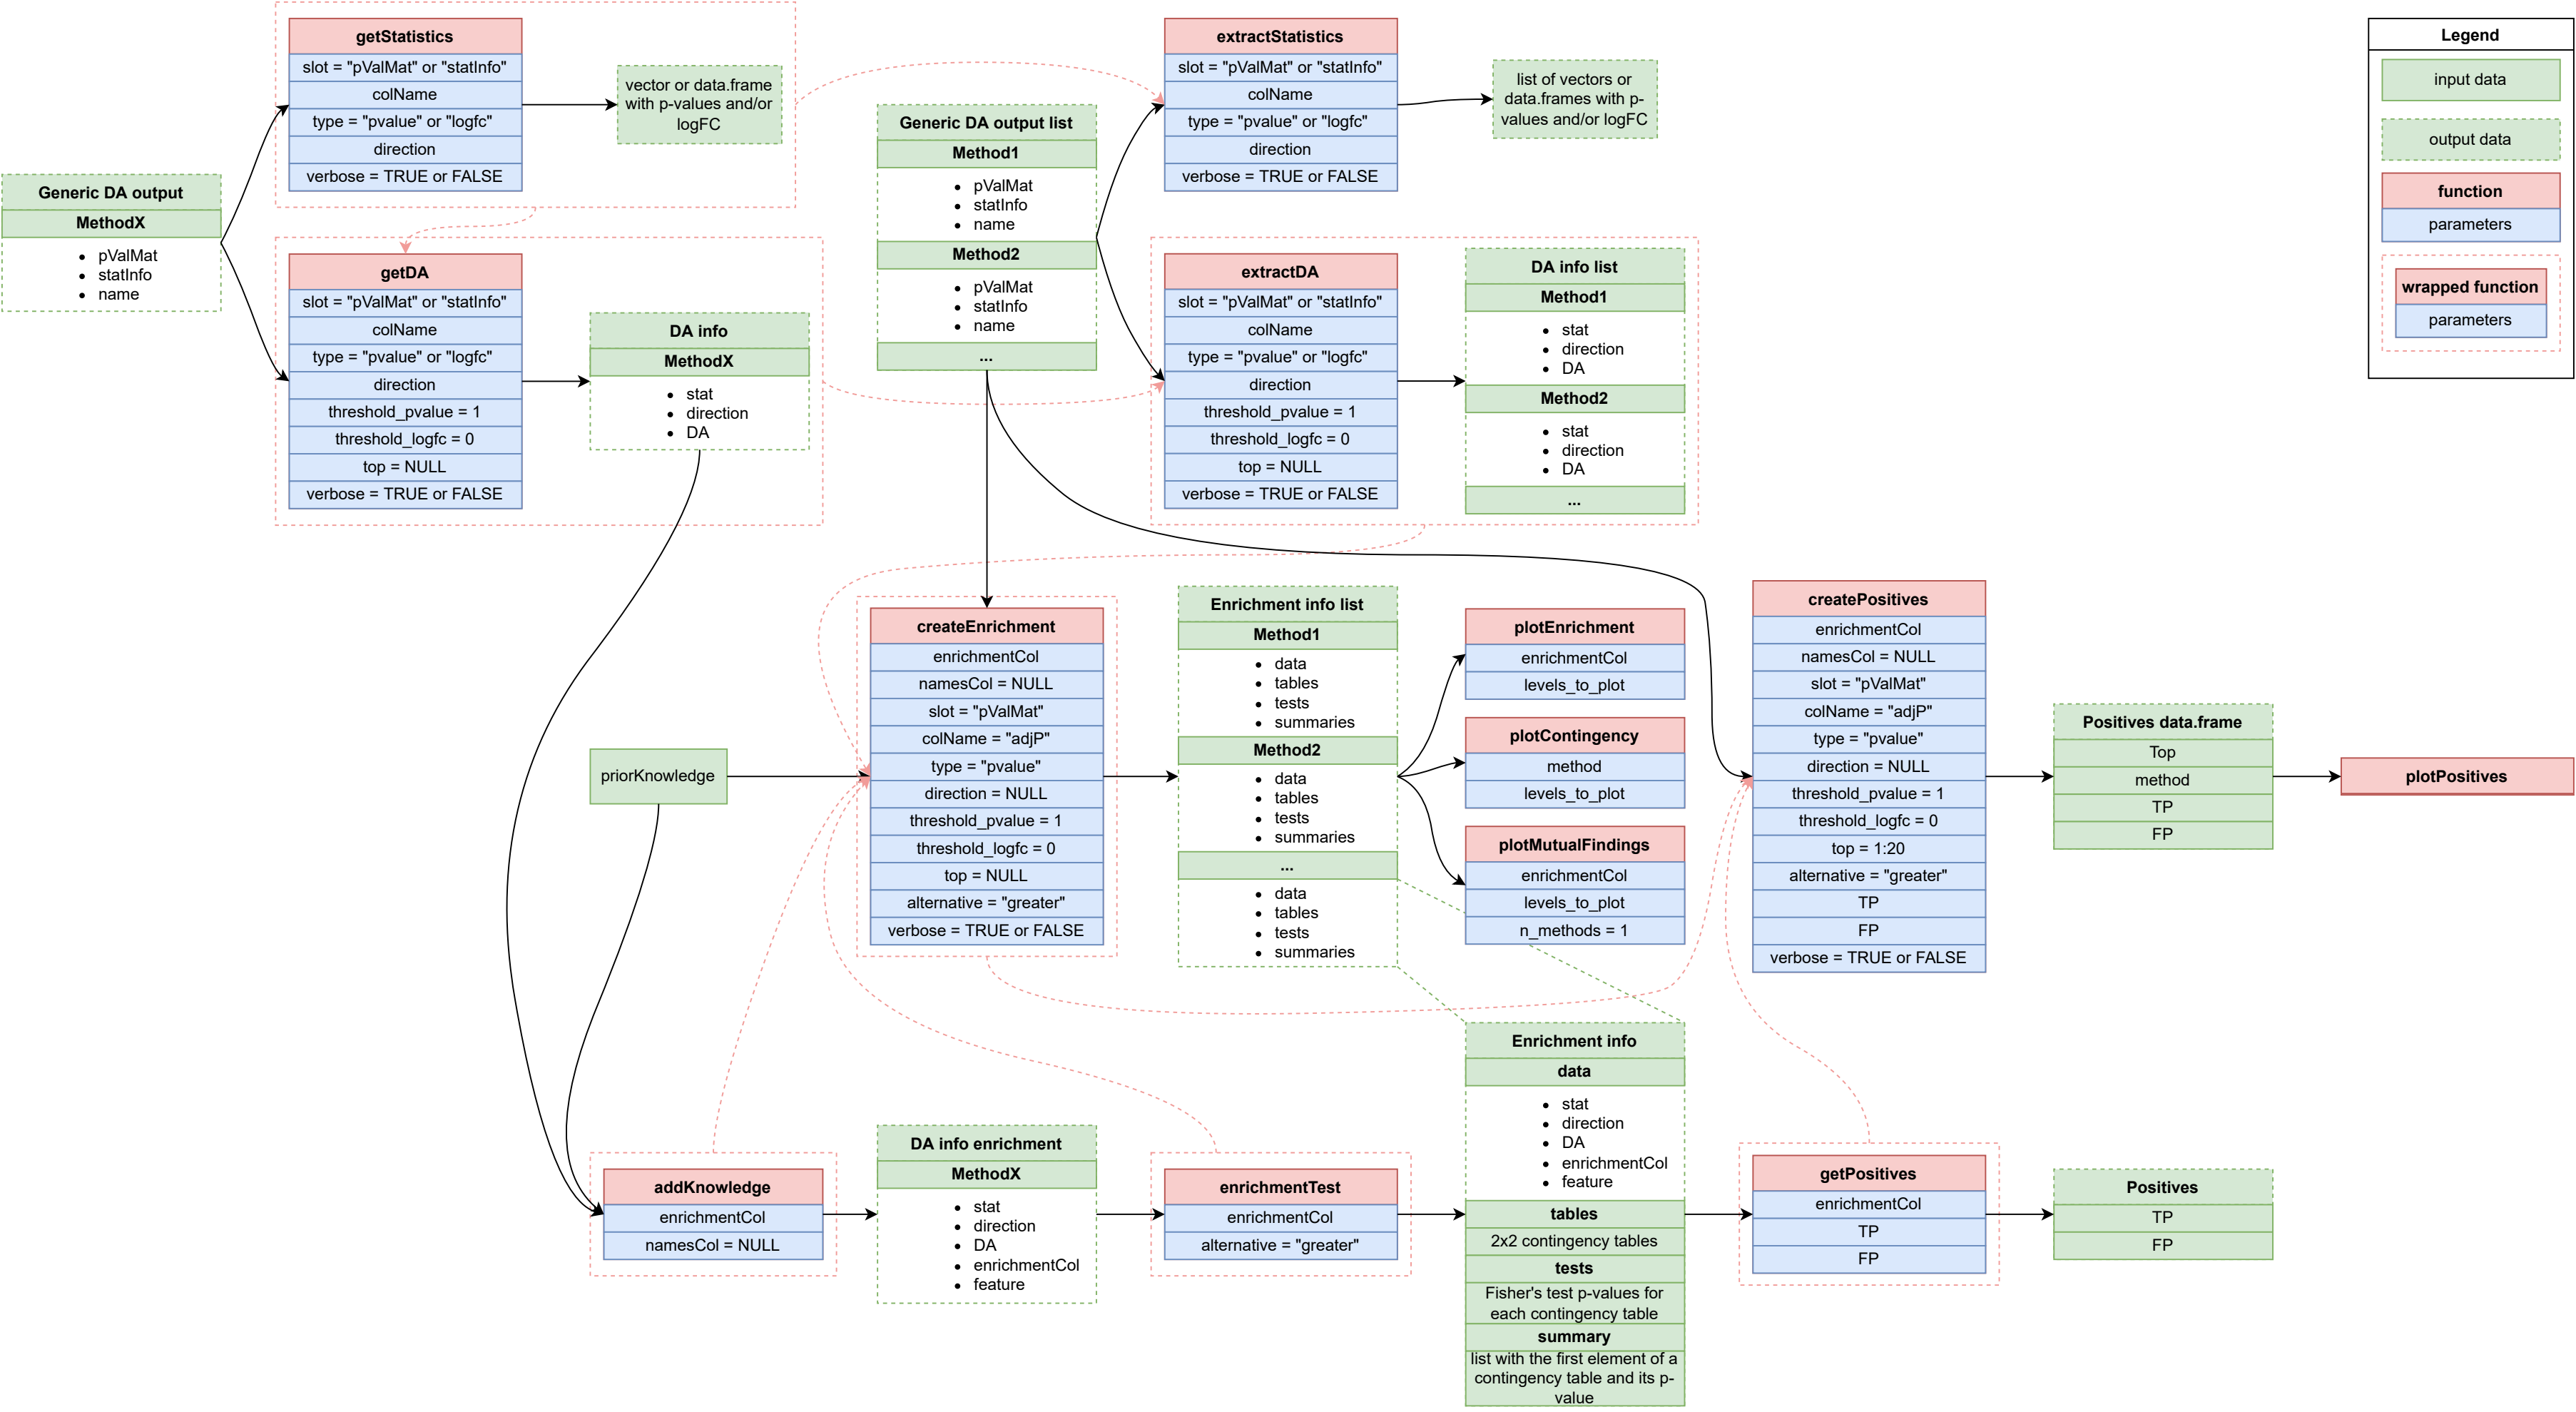 getStatistics
slot = "pValMat" or "statInfo"
colName
type = "pvalue" or "logfc"
direction
verbose = TRUE or FALSE
vector or data.frame
with p-values and/or
logFC
Generic DA output
MethodX
pValMat
statInfo
name
getDA
slot = "pValMat" or "statInfo"
colName
type = "pvalue" or "logfc"
direction
threshold_pvalue = 1
threshold_logfc = 0
top = NULL
verbose = TRUE or FALSE
DA info
MethodX
stat
direction
DA
Generic DA output list
Method1
pValMat
statInfo
name
Method2
pValMat
statInfo
name
...
extractStatistics
slot = "pValMat" or "statInfo"
colName
type = "pvalue" or "logfc"
direction
verbose = TRUE or FALSE
list of vectors or
data.frames with p-
values and/or logFC
extractDA
slot = "pValMat" or "statInfo"
colName
type = "pvalue" or "logfc"
direction
threshold_pvalue = 1
threshold_logfc = 0
top = NULL
verbose = TRUE or FALSE
DA info list
Method1
stat
direction
DA
Method2
stat
direction
DA
...
Legend
input data
output data
function
parameters
wrapped function
parameters
priorKnowledge
createEnrichment
enrichmentCol
namesCol = NULL
slot = "pValMat"
colName = "adjP"
type = "pvalue"
direction = NULL
threshold_pvalue = 1
threshold_logfc = 0
top = NULL
alternative = "greater"
verbose = TRUE or FALSE
Enrichment info list
Method1
data
tables
tests
summaries
Method2
data
tables
tests
summaries
...
data
tables
tests
summaries
plotEnrichment
enrichmentCol
levels_to_plot
plotContingency
method
levels_to_plot
plotMutualFindings
enrichmentCol
levels_to_plot
n_methods = 1
createPositives
enrichmentCol
namesCol = NULL
slot = "pValMat"
colName = "adjP"
type = "pvalue"
direction = NULL
threshold_pvalue = 1
threshold_logfc = 0
top = 1:20
alternative = "greater"
TP
FP
verbose = TRUE or FALSE
Positives data.frame
Top
method
TP
FP
plotPositives
addKnowledge
enrichmentCol
namesCol = NULL
DA info enrichment
MethodX
stat
direction
DA
enrichmentCol
feature
enrichmentTest
enrichmentCol
alternative = "greater"
Enrichment info
data
stat
direction
DA
enrichmentCol
feature
tables
2x2 contingency tables
tests
Fisher's test p-values for
each contingency table
summary
list with the first element of a
contingency table and its p-
value
getPositives
enrichmentCol
TP
FP
Positives
TP
FP